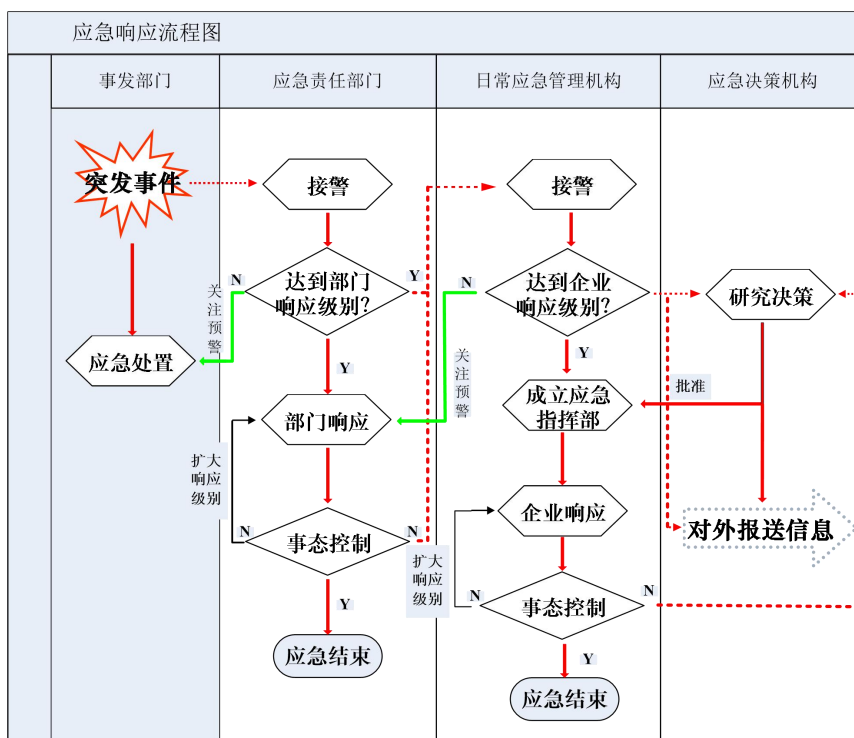 应急响应流程图
事发部门
应急责任部门
日常应急管理机构
应急决策机构
突发事件
接警
接警
N
达到部门
响应级别?
Y
N
达到企业
响应级别?
研究决策
关注预警
应急处置
Y
关注预警
Y
成立应急
指挥部
批准
部门响应
扩大
响应
级别
企业响应
对外报送信息
N
事态控制
N
扩大
响应
级别
N
事态控制
N
Y
应急结束
Y
应急结束